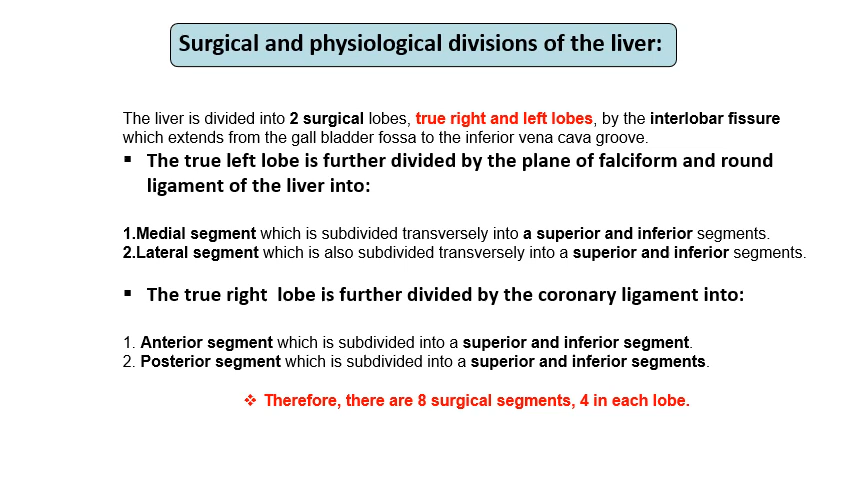 Surgical and physiological divisions of the liver:
The liver is divided into 2 surgical lobes, true right and left lobes, by the interlobar fissure
which extends from the gall bladder fossa to the inferior vena cava groove.
▪ The true left lobe is further divided by the plane of falciform and round
ligament of the liver into:
1.Medial segment which is subdivided transversely into a superior and inferior segments.
2.Lateral segment which is also subdivided transversely into a superior and inferior segments.
▪ The true right  lobe is further divided by the coronary ligament into:
1. Anterior segment which is subdivided into a superior and inferior segment.
2. Posterior segment which is subdivided into a superior and inferior segments.
❖ Therefore, there are 8 surgical segments, 4 in each lobe.